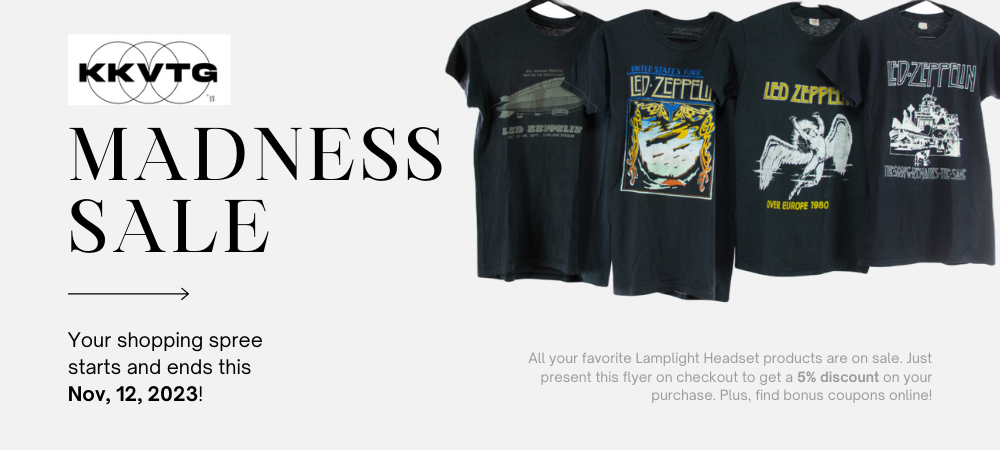 KKVTG
MADNESS
SALE
Your shopping spree
starts and ends this
Nov, 12, 2023!
LED ZEPPELIN
UNITED STATES TOUR
LED-ZEPPELIN
LED ZEPPELIN
OVER EUROPE 1980
LED-ZEPPELIN
THE·SONG·REMAINS·THE·SAME
All your favorite Lamplight Headset products are on sale. Just
present this flyer on checkout to get a 5% discount on your
purchase. Plus, find bonus coupons online!